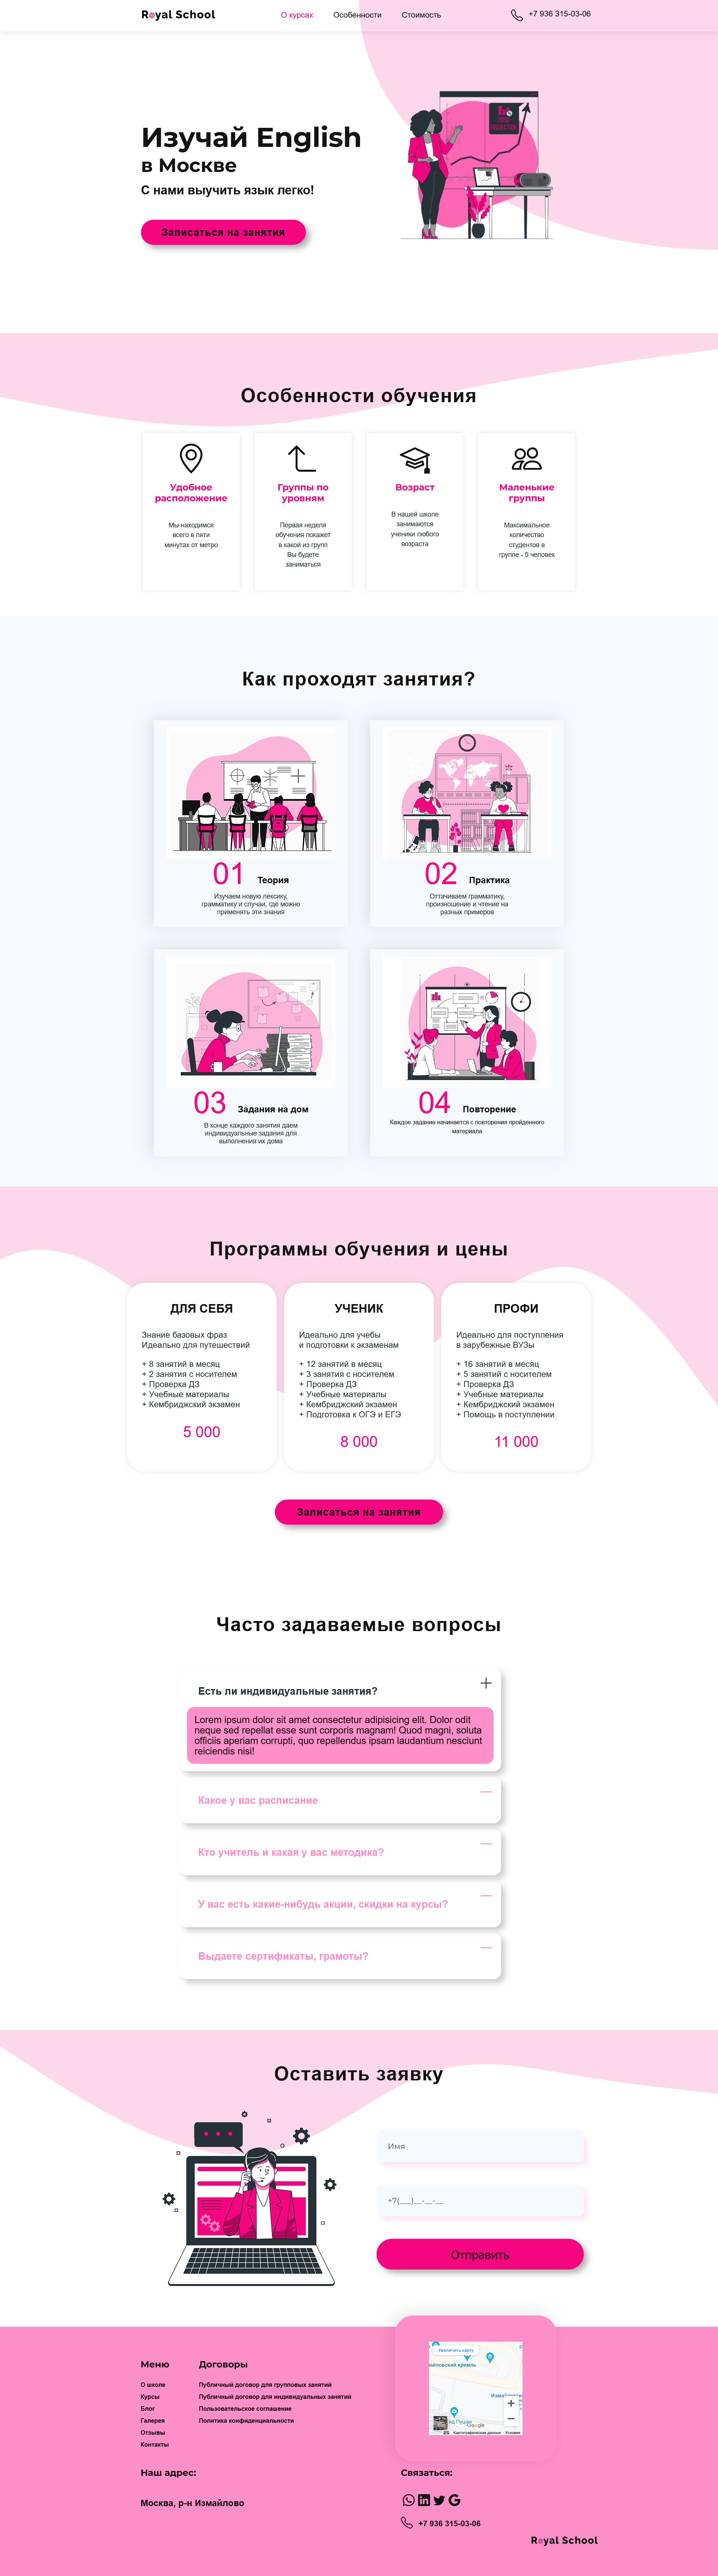 Royal School
О курсах
Особенности
Стоимость
+7 936 315-03-06
Изучай English
в Москве
С нами выучить язык легко!
Записаться на занятия
Особенности обучения
Удобное
расположение
Мы находимся
всего в пяти
минутах от метро
Группы по
уровням
Первая неделя
обучения покажет
в какой из групп
Вы будете
заниматься
Возраст
В нашей школе
занимаются
ученики любого
возраста
Маленькие
группы
Максимальное
количество
студентов в
группе - 5 человек
Как проходят занятия?
01 Теория
Изучаем новую лексику,
грамматику и случаи, где можно
применять эти знания
02 Практика
Оттачиваем грамматику,
произношение и чтение на
разных примеров
03 Задания на дом
В конце каждого занятия даем
индивидуальные задания для
выполнения их дома
04 Повторение
Каждое задание начинается с повторения пройденного
материала
Программы обучения и цены
ДЛЯ СЕБЯ
Знание базовых фраз
Идеально для путешествий
+ 8 занятий в месяц
+ 2 занятия с носителем
+ Проверка ДЗ
+ Учебные материалы
+ Кембриджский экзамен
5 000
УЧЕНИК
Идеально для учебы
и подготовки к экзаменам
+ 12 занятий в месяц
+ 3 занятия с носителем
+ Проверка ДЗ
+ Учебные материалы
+ Кембриджский экзамен
+ Подготовка к ОГЭ и ЕГЭ
8 000
ПРОФИ
Идеально для поступления
в зарубежные ВУЗы
+ 16 занятий в месяц
+ 5 занятий с носителем
+ Проверка ДЗ
+ Учебные материалы
+ Кембриджский экзамен
+ Помощь в поступлении
11 000
Записаться на занятия
Часто задаваемые вопросы
Есть ли индивидуальные занятия?
Lorem ipsum dolor sit amet consectetur adipisicing elit. Dolor odit
neque sed repellat esse sunt corporis magnam! Quod magni, soluta
officiis aperiam corrupti, quo repellendus ipsam laudantium nesciunt
reiciendis nisi!
Какое у вас расписание
Кто учитель и какая у вас методика?
У вас есть какие-нибудь акции, скидки на курсы?
Выдаете сертификаты, грамоты?
Оставить заявку
Имя
+7(___)__-__-__
Отправить
Меню
О школе
Курсы
Блог
Галерея
Отзывы
Контакты
Договоры
Публичный договор для групповых занятий
Публичный договор для индивидуальных занятий
Пользовательское соглашение
Политика конфиденциальности
Увеличить карту
Google
Картографические данные
Условия
Наш адрес:
Москва, р-н Измайлово
Связаться:
+7 936 315-03-06
Royal School